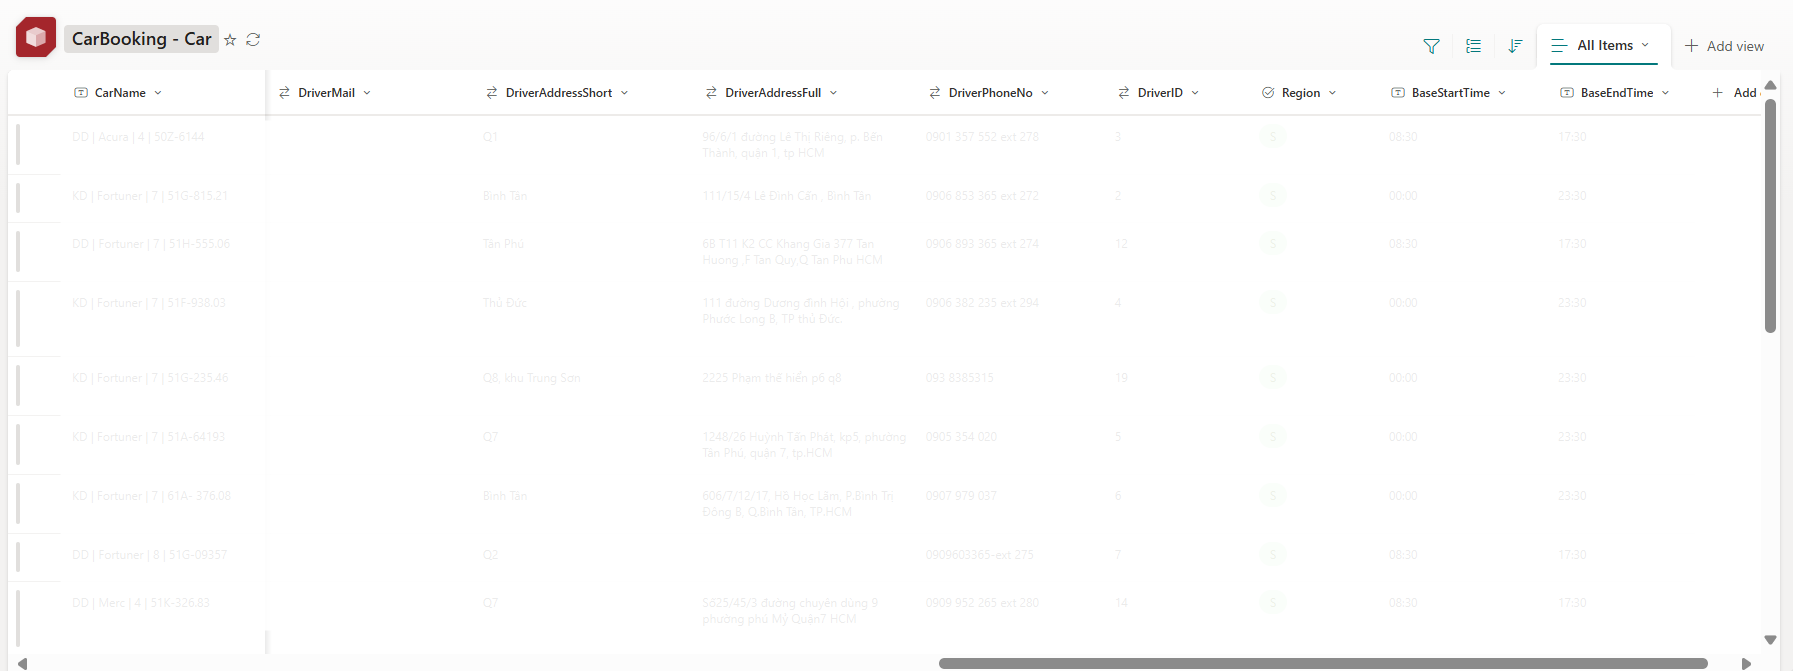 CarBooking - Car
All Items
Add view
CarName DriverMail DriverAddressShort DriverAddressFull DriverPhoneNo DriverID Region BaseStartTime BaseEndTime Add
DD | Acura | 4 | 50Z-6144 Q1 96/6/1 đường Lê Thị Riêng, p. Bến 0901 357 552 ext 278 3 S 08:30 17:30
Thành, quận 1, tp HCM
KD | Fortuner | 7 | 51G-815.21 Bình Tân 111/15/4 Lê Đình Cẩn , Bình Tân 0906 853 365 ext 272 2 S 00:00 23:30
DD | Fortuner | 7 | 51H-555.06 Tân Phú 68 T11 K2 CC Khang Gia 377 Tan 0906 893 365 ext 274 12 S 08:30 17:30
Huong ,F Tan Quy,Q Tan Phu HCM
KD | Fortuner | 7 | 51F-938.03 Thủ Đức 111 đường Dương đình Hội , phường 0906 382 235 ext 294 4 S 00:00 23:30
Phước Long B, TP thủ Đức.
KD | Fortuner | 7 | 51G-235.46 Q8, khu Trung Sơn 2225 Phạm thế hiển p6 q8 093 8385315 19 S 00:00 23:30
KD | Fortuner | 7 | 51A-64193 Q7 1248/26 Huỳnh Tấn Phát, kp5, phường 0905 354 020 5 S 00:00 23:30
Tân Phú, quận 7, tp.HCM
KD | Fortuner | 7 | 61A- 376.08 Bình Tân 606/7/12/17, Hồ Học Lãm, P.Bình Trị 0907 979 037 6 S 00:00 23:30
Đông B, Q.Bình Tân, TP.HCM
DD | Fortuner | 8 | 51G-09357 Q2 0909603365-ext 275 7 S 08:30 17:30
DD | Merc | 4 | 51K-326.83 Q7 Số25/45/3 đường chuyên dùng 9 0909 952 265 ext 280 14 S 08:30 17:30
phường phú Mỹ Quận7 HCM